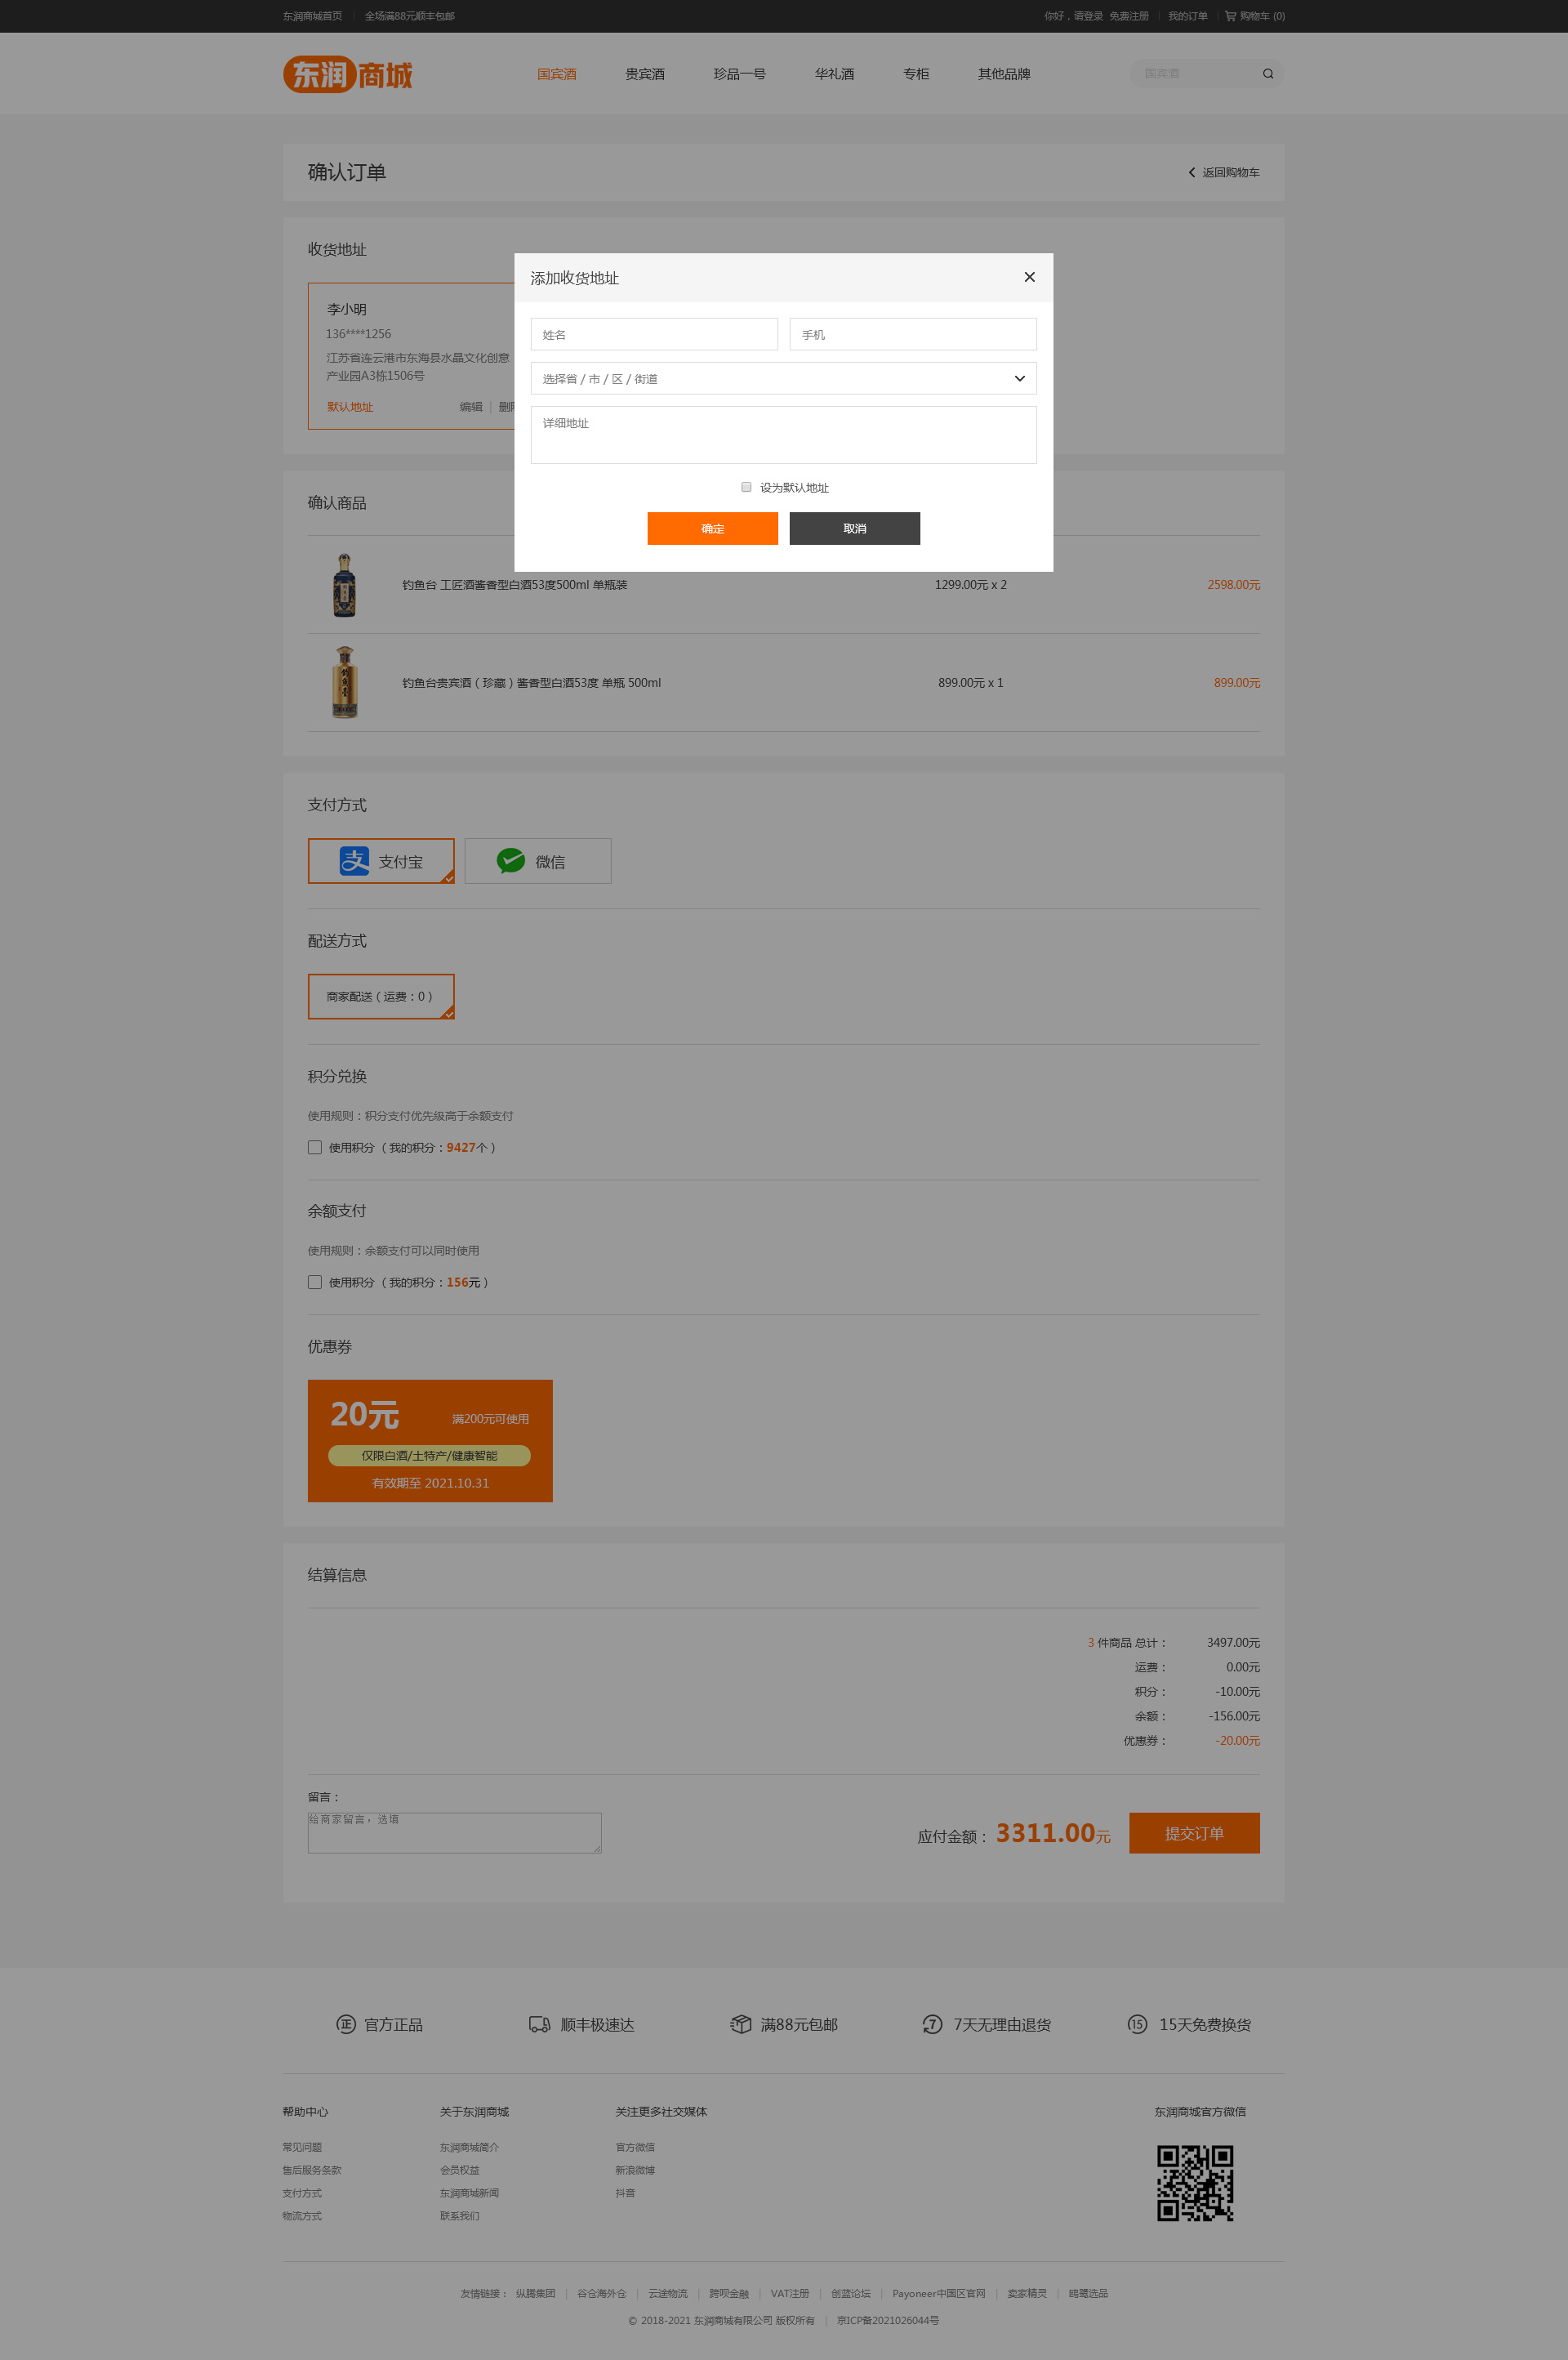 东润商城首页 | 全场满88元顺丰包邮 你好，请登录 免费注册 | 我的订单 | 购物车 (0)
东润商城 国宾酒 贵宾酒 珍品一号 华礼酒 专柜 其他品牌 国宾酒
确认订单 返回购物车
收货地址
添加收货地址
李小明
136****1256
江苏省连云港市东海县水晶文化创意
产业园A3栋1506号
默认地址 编辑 | 删
姓名 手机
选择省 / 市 / 区 / 街道
详细地址
设为默认地址
确定 取消
确认商品
钓鱼台 工匠酒酱香型白酒53度500ml 单瓶装 1299.00元 x 2 2598.00元
钓鱼台
钓鱼台贵宾酒（珍藏）酱香型白酒53度 单瓶 500ml 899.00元 x 1 899.00元
支付方式
支付宝 微信
配送方式
商家配送（运费：0）
积分兑换
使用规则：积分支付优先级高于余额支付
使用积分 （我的积分：9427个）
余额支付
使用规则：余额支付可以同时使用
使用积分 （我的积分：156元）
优惠券
20元 满200元可使用
仅限白酒/土特产/健康智能
有效期至 2021.10.31
结算信息
3 件商品 总计： 3497.00元
运费： 0.00元
积分： -10.00元
余额： -156.00元
优惠券： -20.00元
留言：
给商家留言，选填
应付金额： 3311.00元 提交订单
正 官方正品 顺丰极速达 满88元包邮 7 7天无理由退货 15 15天免费换货
帮助中心 关于东润商城 关注更多社交媒体 东润商城官方微信
常见问题 东润商城简介 官方微信
售后服务条款 会员权益 新浪微博
支付方式 东润商城新闻 抖音
物流方式 联系我们
友情链接： 纵腾集团 | 谷仓海外仓 | 云途物流 | 跨呗金融 | VAT注册 | 创蓝论坛 | Payoneer中国区官网 | 卖家精灵 | 鸥鹭选品
© 2018-2021 东润商城有限公司 版权所有 | 京ICP备2021026044号